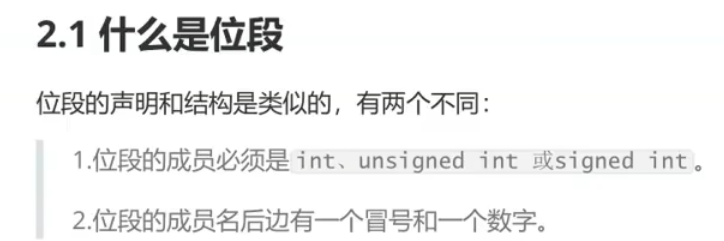 2.1 什么是位段
位段的声明和结构是类似的，有两个不同：
1.位段的成员必须是 int、unsigned int 或signed int 。
2.位段的成员名后边有一个冒号和一个数字。